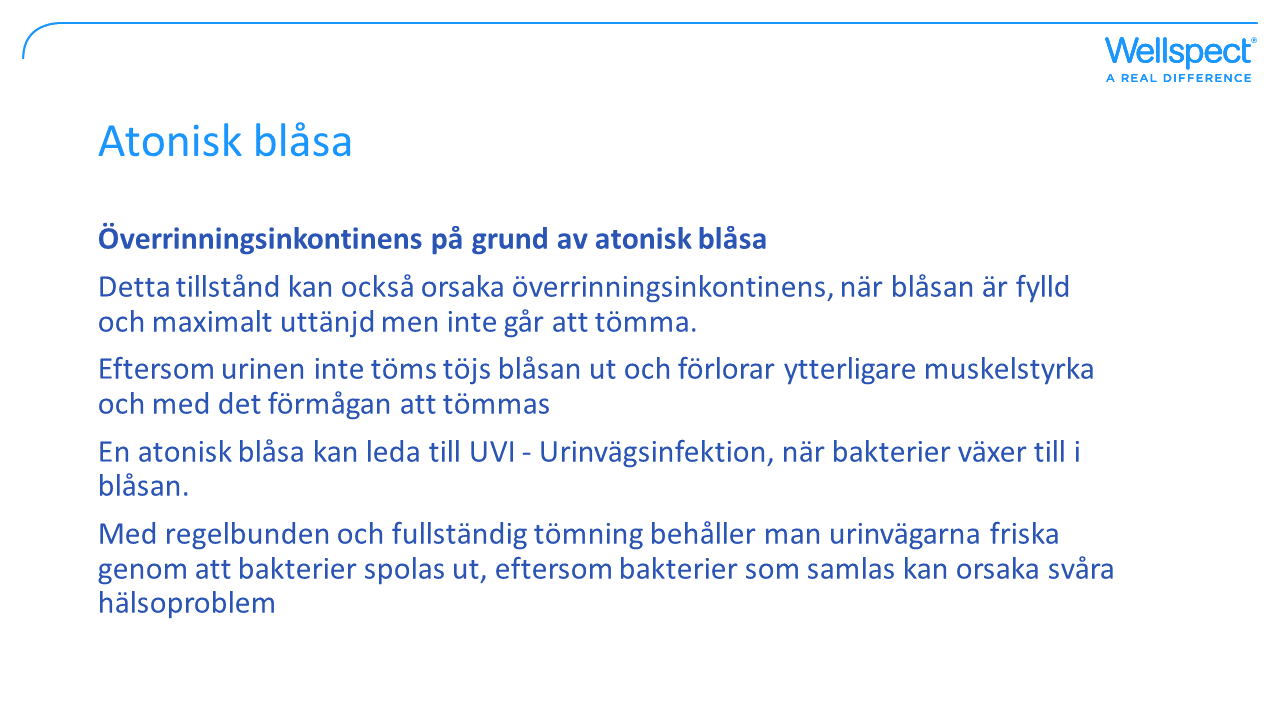 Wellspect®
A REAL DIFFERENCE
Atonisk blåsa
Överrinningsinkontinens på grund av atonisk blåsa
Detta tillstånd kan också orsaka överrinningsinkontinens, när blåsan är fylld
och maximalt uttänjd men inte går att tömma.
Eftersom urinen inte töms töjs blåsan ut och förlorar ytterligare muskelstyrka
och med det förmågan att tömmas
En atonisk blåsa kan leda till UVI - Urinvägsinfektion, när bakterier växer till i
blåsan.
Med regelbunden och fullständig tömning behåller man urinvägarna friska
genom att bakterier spolas ut, eftersom bakterier som samlas kan orsaka svåra
hälsoproblem